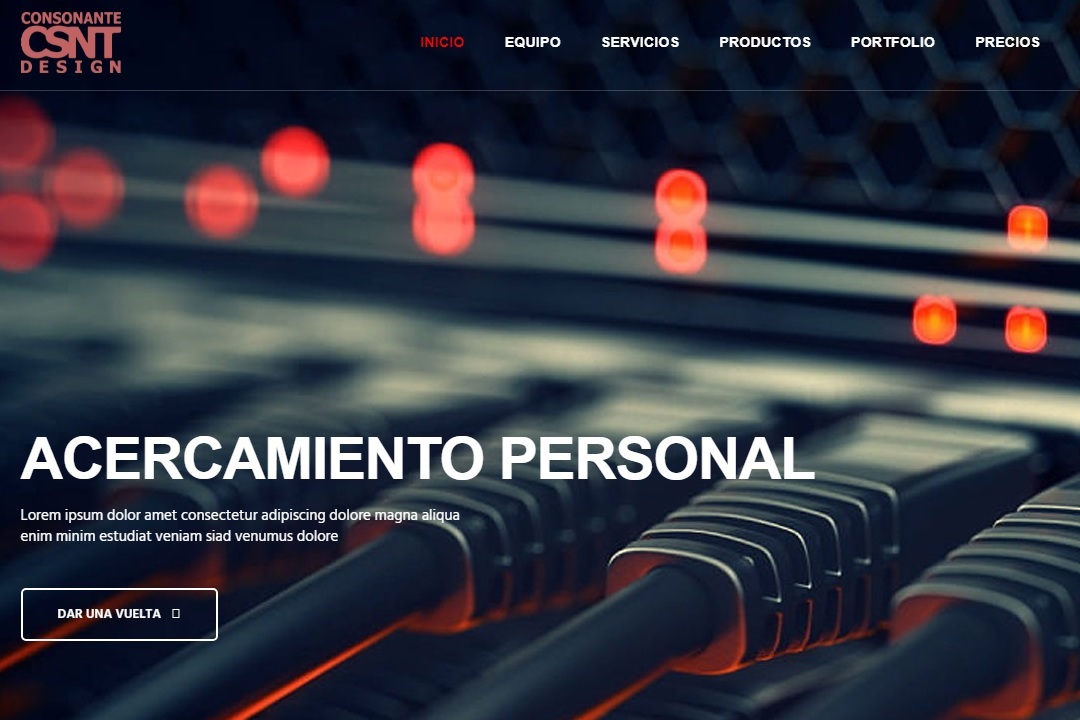 CONSONANTE
CSNT
DESIGN
INICIO EQUIPO SERVICIOS PRODUCTOS PORTFOLIO PRECIOS
ACERCAMIENTO PERSONAL
Lorem ipsum dolor amet consectetur adipiscing dolore magna aliqua
enim minim estudiat veniam siad venumus dolore
DAR UNA VUELTA